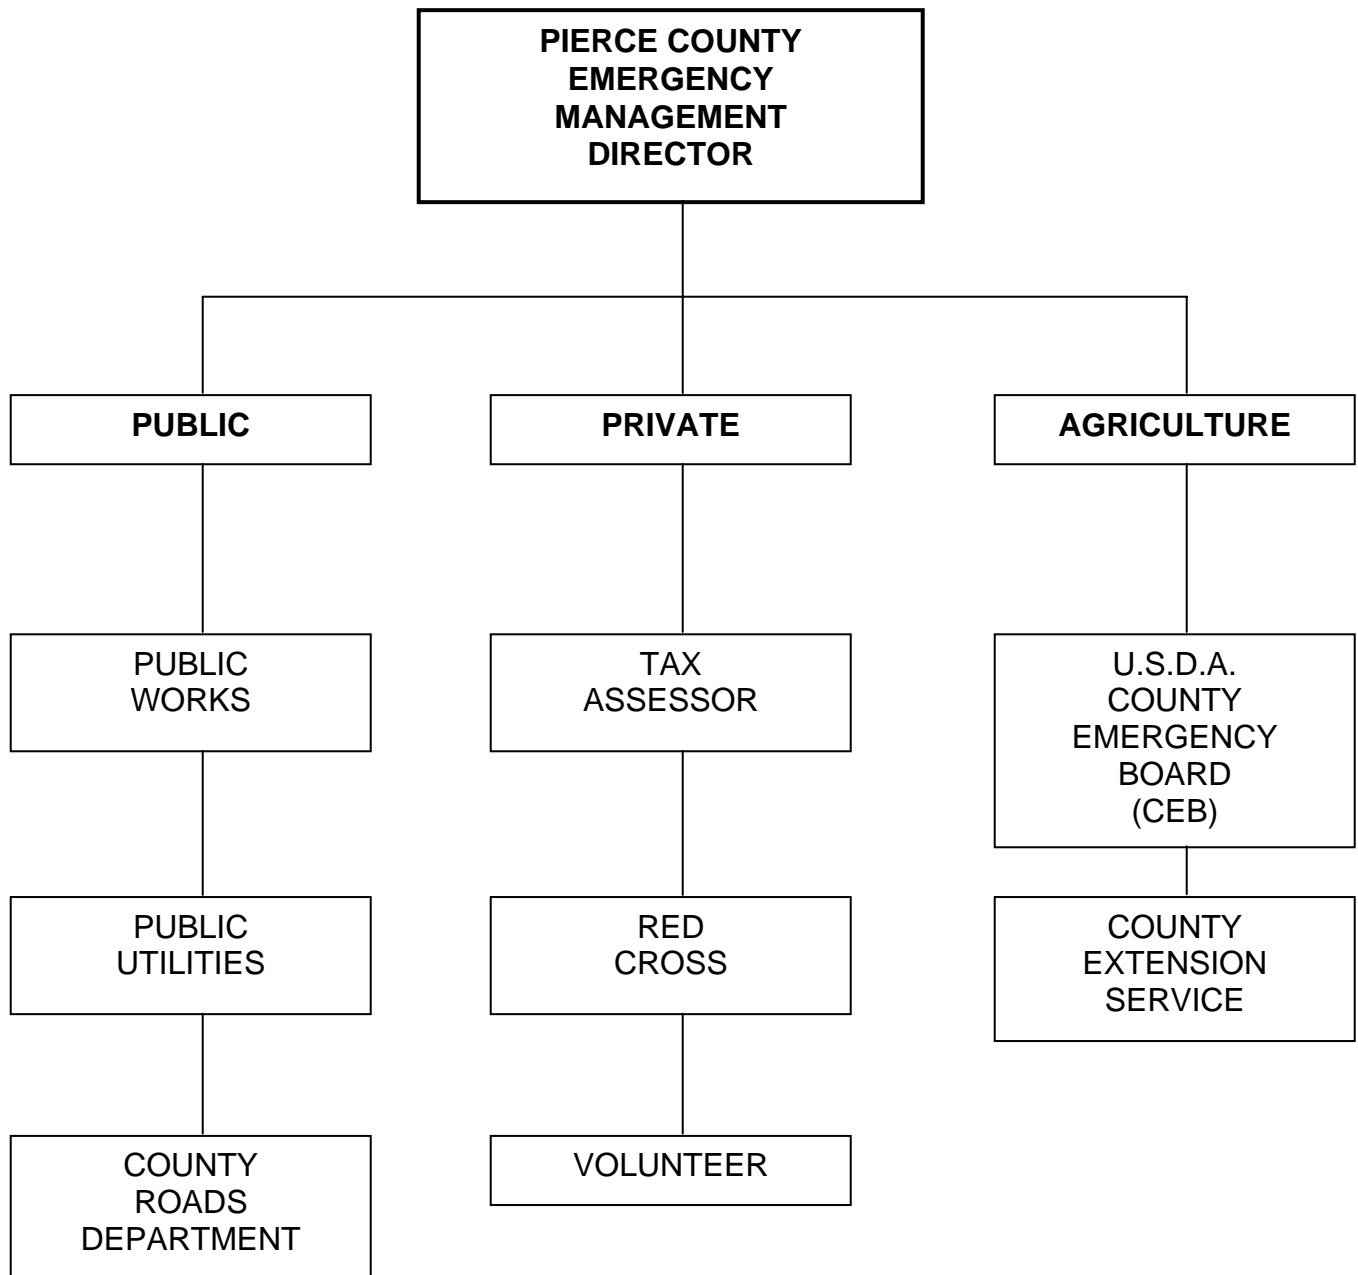 PIERCE COUNTY
EMERGENCY
MANAGEMENT
DIRECTOR
PUBLIC
PRIVATE
AGRICULTURE
PUBLIC
WORKS
TAX
ASSESSOR
U.S.D.A.
COUNTY
EMERGENCY
BOARD
(CEB)
PUBLIC
UTILITIES
RED
CROSS
COUNTY
EXTENSION
SERVICE
COUNTY
ROADS
DEPARTMENT
VOLUNTEER